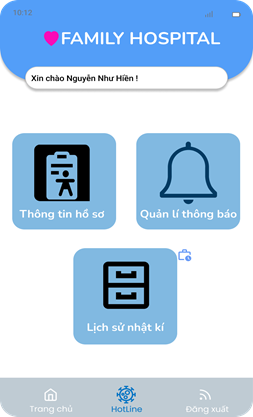 10:12
FAMILY HOSPITAL
Xin chào Nguyễn Như Hiền !
Thông tin hồ sơ
Quản lí thông báo
Lịch sử nhật kí
Trang chủ
HotLine
Đăng xuất